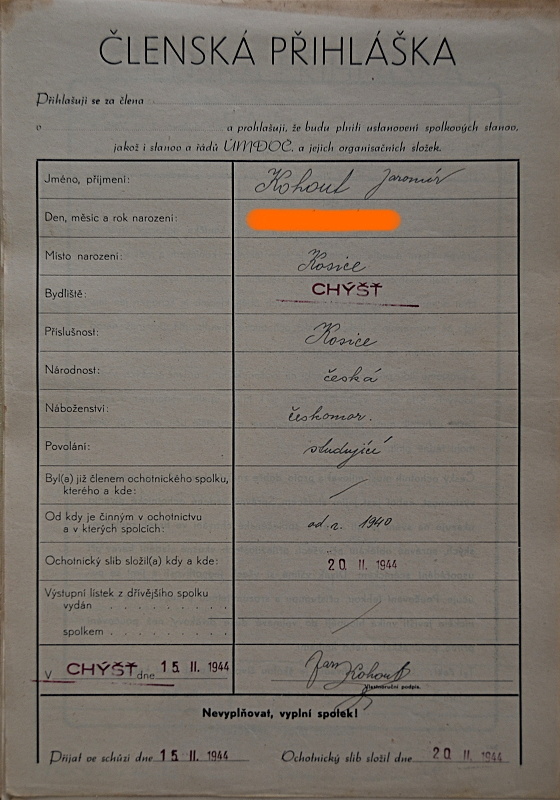 ČLENSKÁ PŘIHLÁŠKA
Přihlašuji se za člena
o a prohlašuji, že budu plniti ustanovení spolkových stanov,
jakož i stanov a řádů ÚMDOČ. a jejich organisačních složek.
Jméno, příjmení: Kohout Jaromír
Den, měsíc a rok narození:
Místo narození: Kosice
Bydliště: CHÝŠŤ
Příslušnost: Kosice
Národnost: česká
Náboženství: českomor.
Povolání: studující
Byl(a) již členem ochotnického spolku,
kterého a kde: /
Od kdy je činným v ochotnictvu
a v kterých spolcích: od r. 1940
Ochotnický slib složil(a) kdy a kde: 20 II. 1944
Výstupní lístek z dřívějšího spolku
vydán . . . . . . . . . . .
spolkem . . . . . . . . . . /
V CHÝŠŤ dne 15 II. 1944 Jar Kohout
Vlastnoruční podpis.
Nevyplňovat, vyplní spolek!
Přijat ve schůzi dne 15 II. 1944 Ochotnický slib složil dne 20 II. 1944